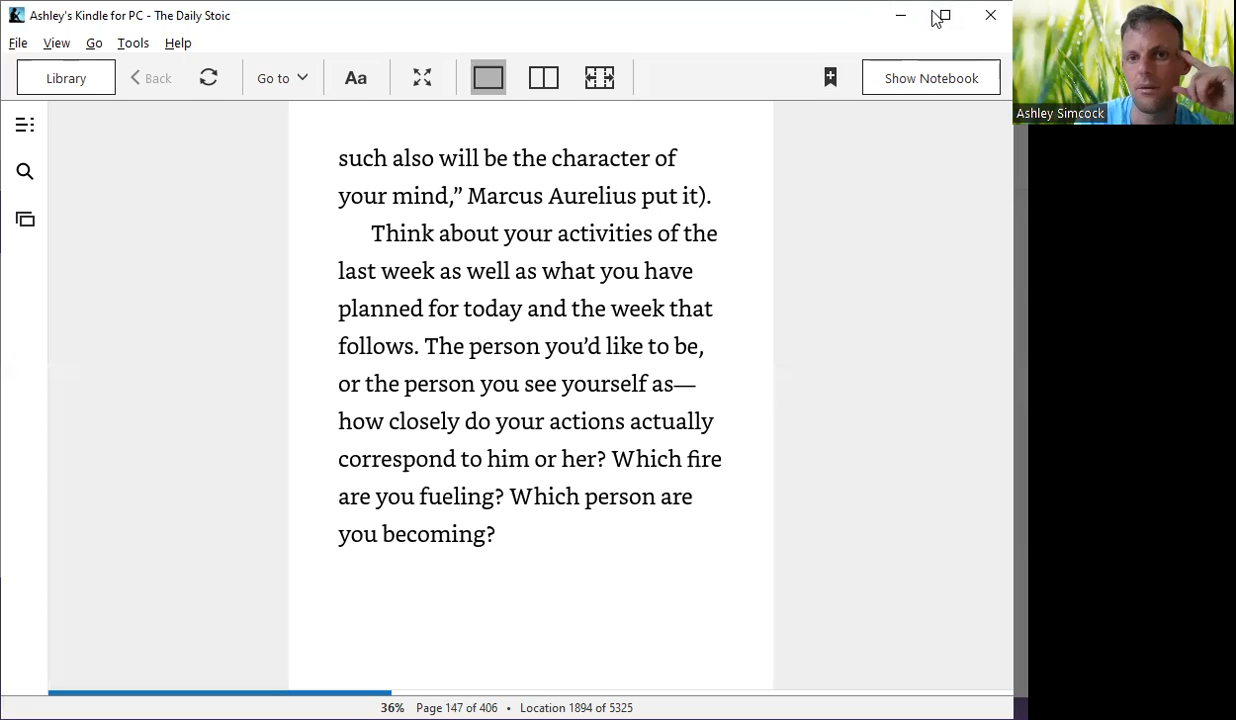 Ashley's Kindle for PC - The Daily Stoic
File View Go Tools Help
Library Back Go to Aa Show Notebook
Ashley Simcock
such also will be the character of
your mind,” Marcus Aurelius put it).
Think about your activities of the
last week as well as what you have
planned for today and the week that
follows. The person you’d like to be,
or the person you see yourself as—
how closely do your actions actually
correspond to him or her? Which fire
are you fueling? Which person are
you becoming?
36% Page 147 of 406 • Location 1894 of 5325